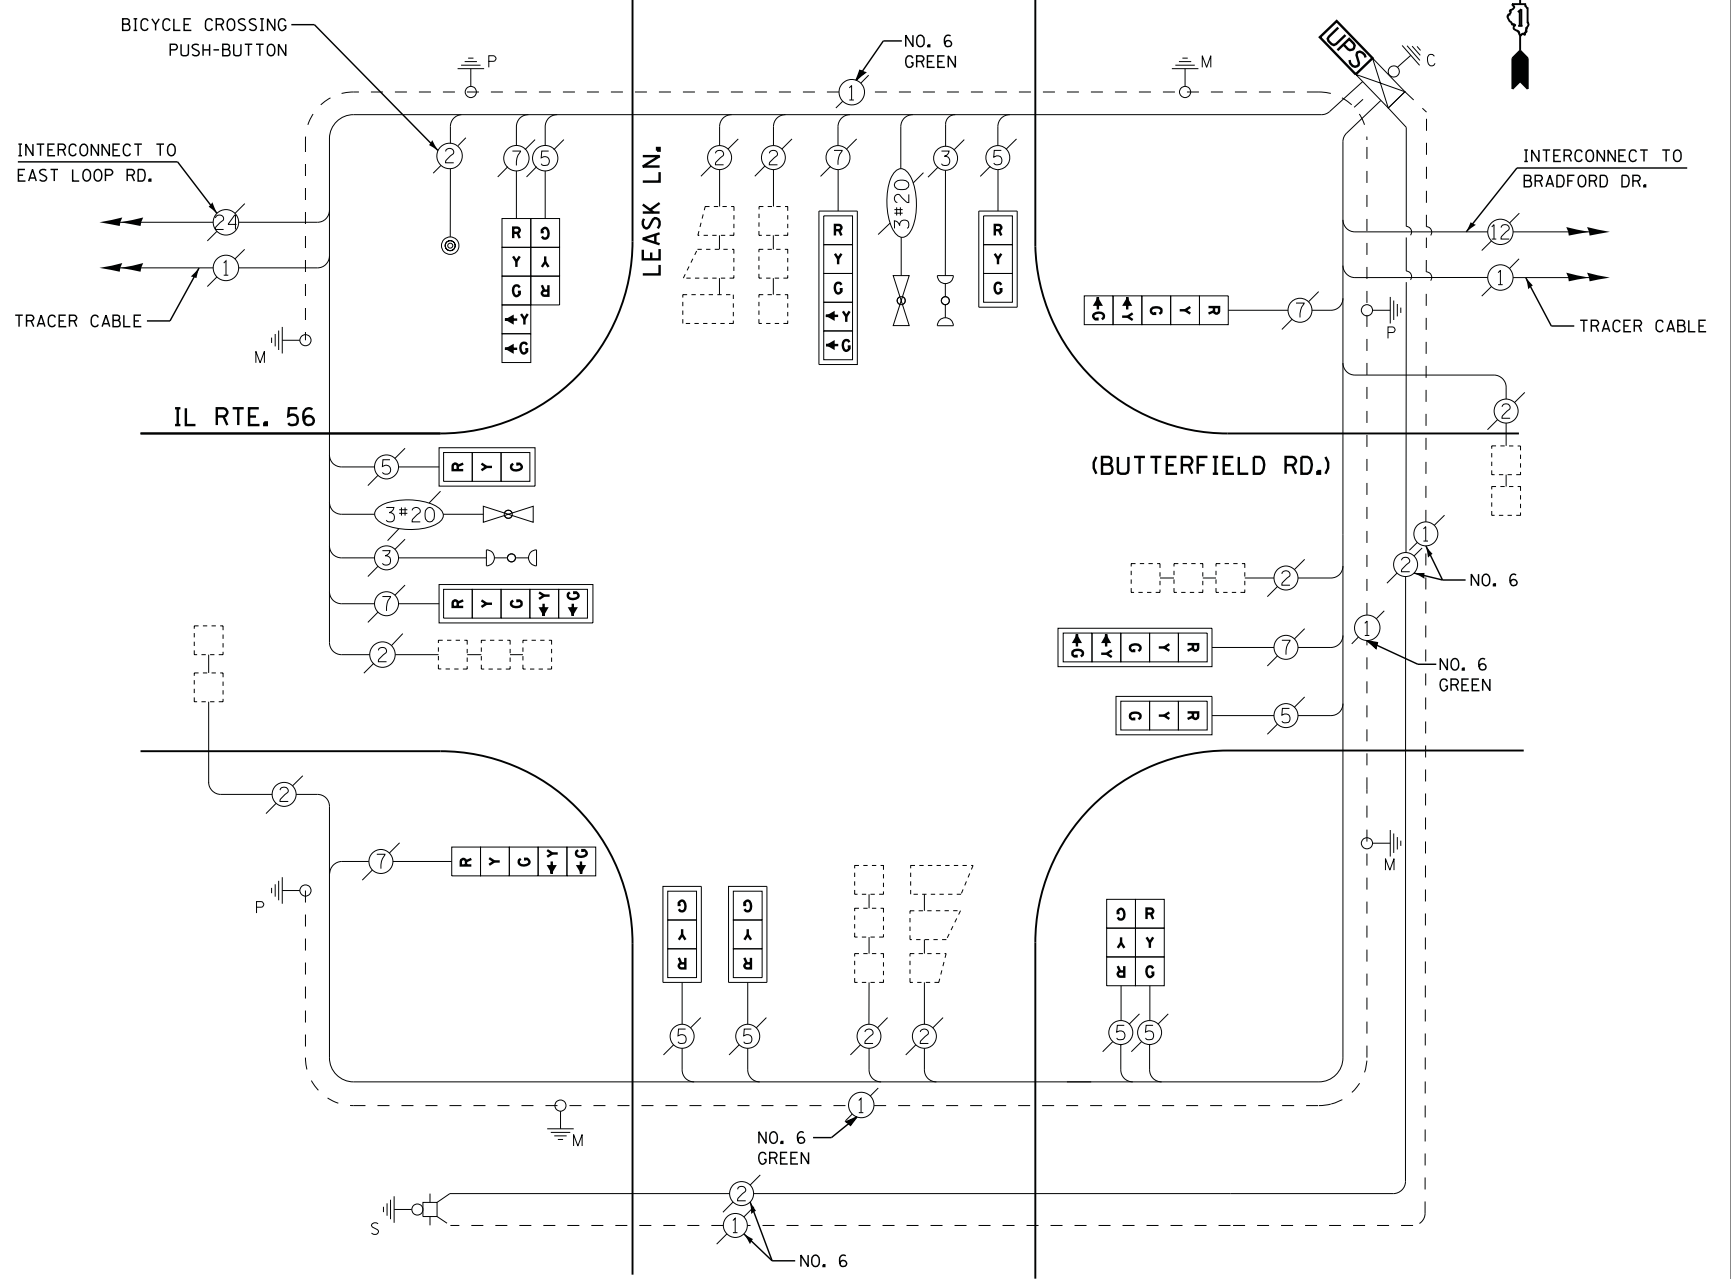 BICYCLE CROSSING
PUSH-BUTTON
P
NO. 6
GREEN
1
M
UPS
C
1
INTERCONNECT TO
EAST LOOP RD.
24
1
TRACER CABLE
M
2
7
5
R G
Y Y
G R
Y
G
LEASK LN.
2
2
7
3#20
3
5
R
Y
G
Y
G
R
Y
G
INTERCONNECT TO
BRADFORD DR.
12
1
TRACER CABLE
G Y G Y R
7
P
2
IL RTE. 56
(BUTTERFIELD RD.)
5
R Y G
3#20
3
7
R Y G Y G
2
2
G Y G Y R
7
G Y R
5
1
2
NO. 6
1
NO. 6
GREEN
2
7
R Y G Y G
P
M
G
Y
R
G
Y
R
G R
Y Y
R G
5
5
2
2
5
5
1
M
NO. 6
GREEN
2
S
1
NO. 6